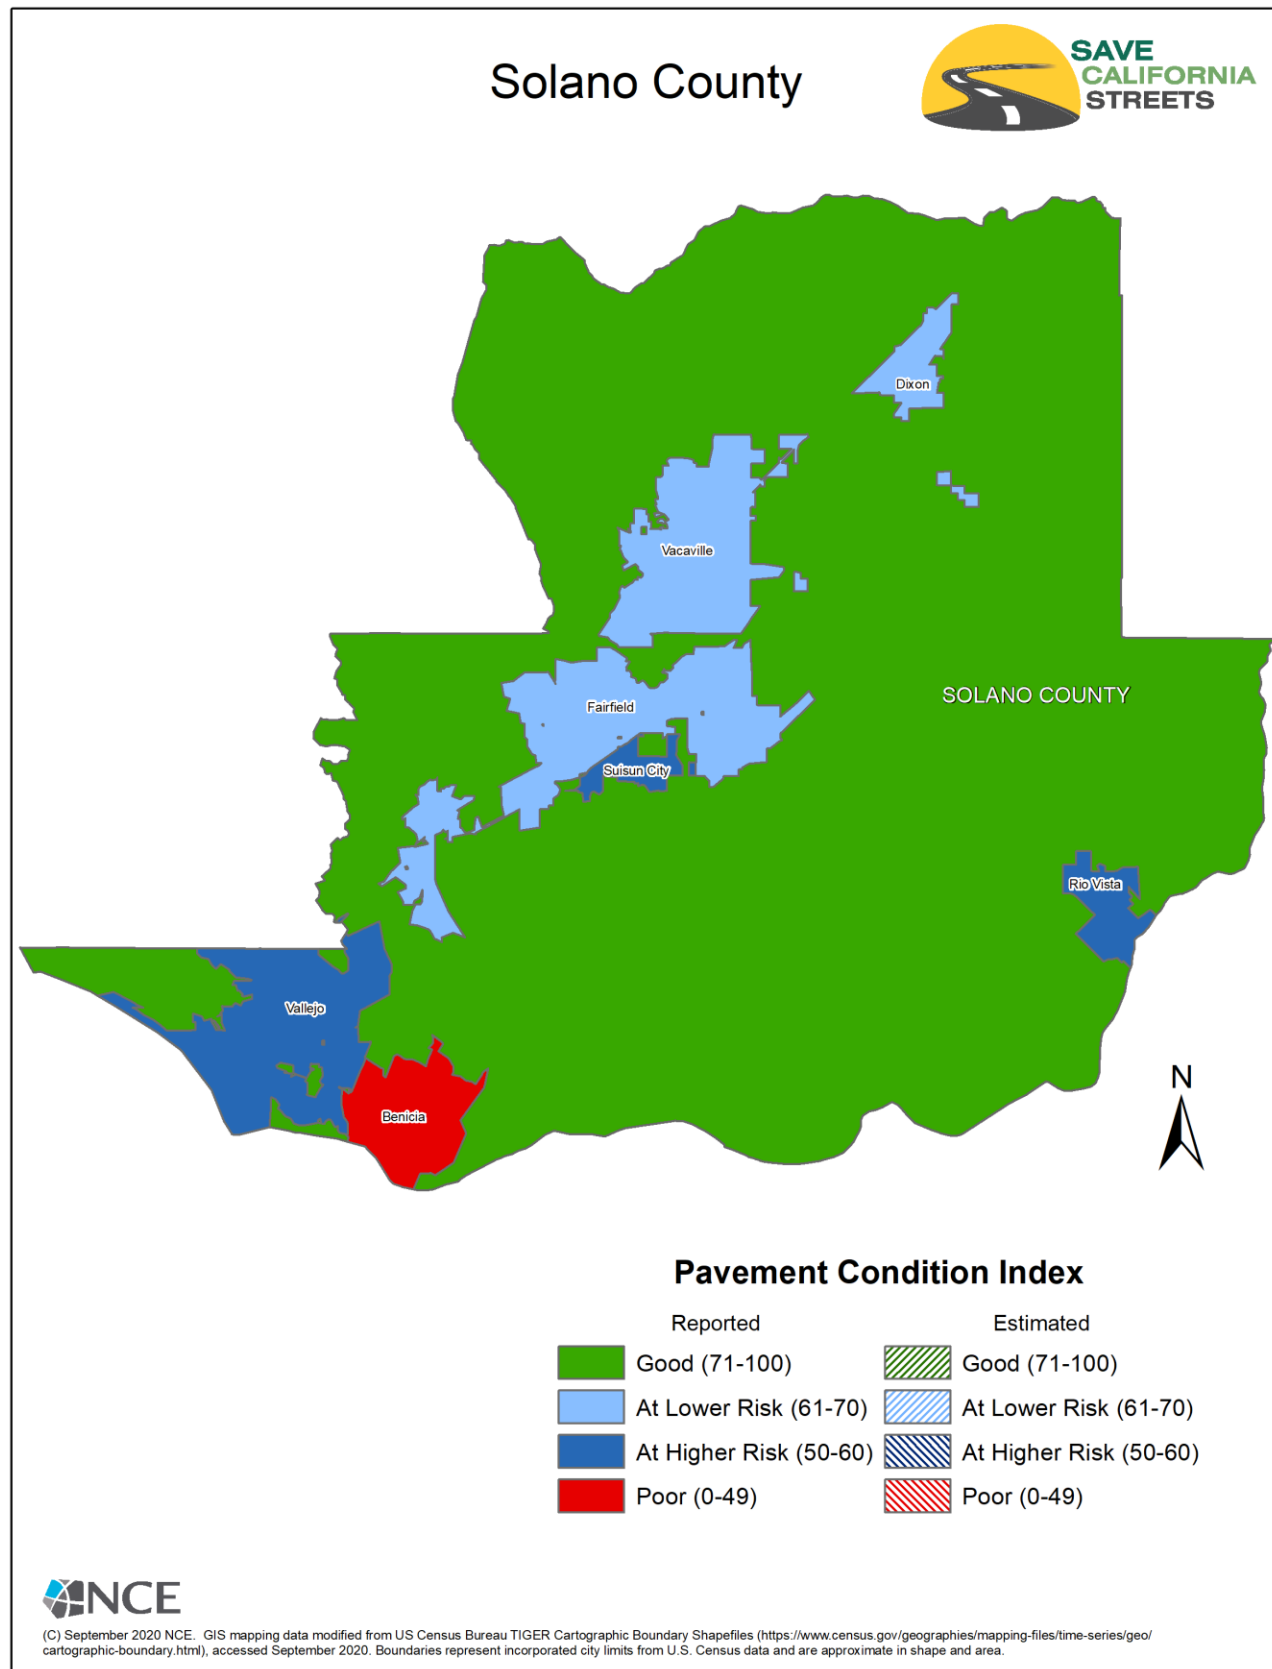 Solano County
SAVE
CALIFORNIA
STREETS
Dixon
Vacaville
SOLANO COUNTY
Fairfield
Suisun City
Rio Vista
Vallejo
Benicia
N
Pavement Condition Index
Reported Estimated
Good (71-100) Good (71-100)
At Lower Risk (61-70) At Lower Risk (61-70)
At Higher Risk (50-60) At Higher Risk (50-60)
Poor (0-49) Poor (0-49)
NCE
(C) September 2020 NCE. GIS mapping data modified from US Census Bureau TIGER Cartographic Boundary Shapefiles (https://www.census.gov/geographies/mapping-files/time-series/geo/
cartographic-boundary.html), accessed September 2020. Boundaries represent incorporated city limits from U.S. Census data and are approximate in shape and area.